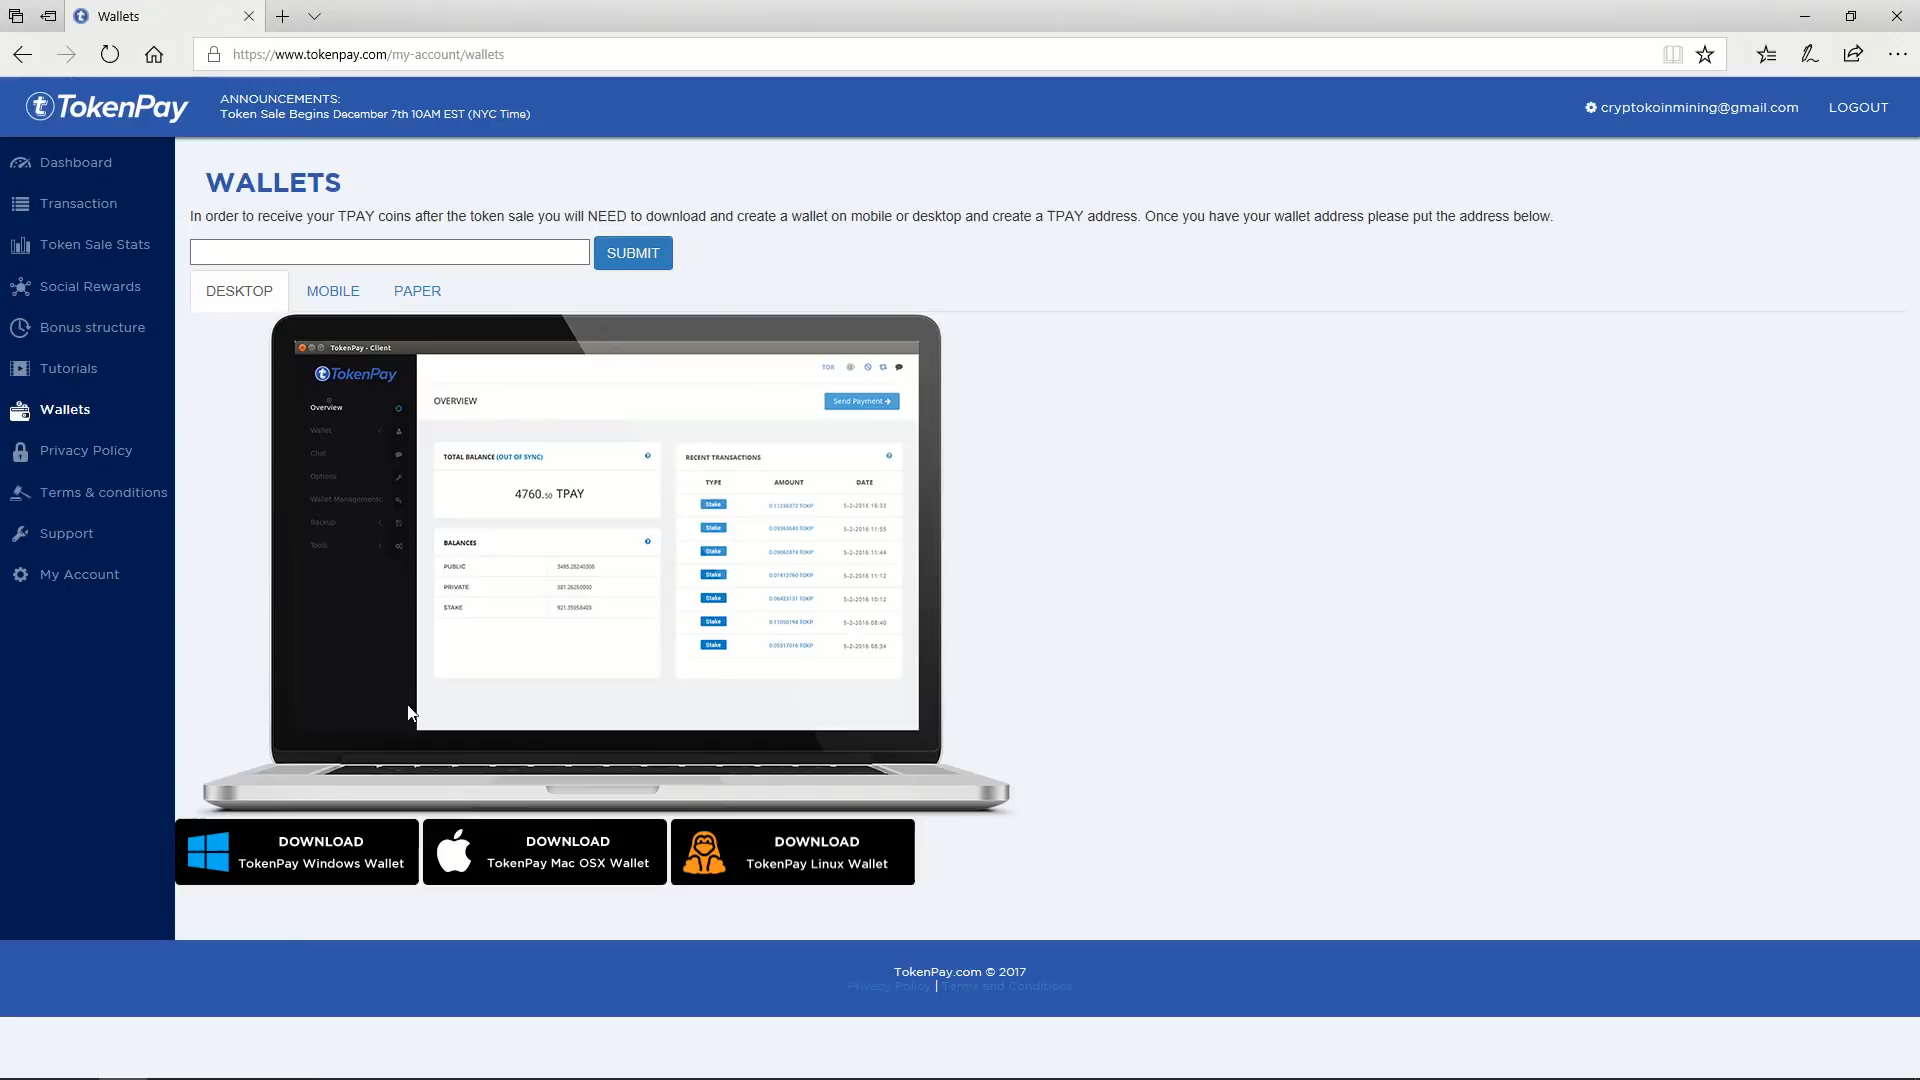 Wallets
https://www.tokenpay.com/my-account/wallets
TokenPay
ANNOUNCEMENTS:
Token Sale Begins December 7th 10AM EST (NYC Time)
cryptokoinmining@gmail.com
LOGOUT
Dashboard
Transaction
Token Sale Stats
Social Rewards
Bonus structure
Tutorials
Wallets
Privacy Policy
Terms & conditions
Support
My Account
WALLETS
In order to receive your TPAY coins after the token sale you will NEED to download and create a wallet on mobile or desktop and create a TPAY address. Once you have your wallet address please put the address below.
SUBMIT
DESKTOP MOBILE PAPER
TokenPay - Client
TokenPay
TOR
Overview
Wallet
Chat
Options
Wallet Management
Backup
Tools
OVERVIEW
Send Payment
TOTAL BALANCE (OUT OF SYNC)
4760.50 TPAY
BALANCES
PUBLIC 3495.28240308
PRIVATE 381.26250000
STAKE 921.35958403
RECENT TRANSACTIONS
TYPE AMOUNT DATE
Stake 0.11236372 TOKP 5-2-2016 16:33
Stake 0.09360643 TOKP 5-2-2016 11:55
Stake 0.09062474 TOKP 5-2-2016 11:44
Stake 0.01412760 TOKP 5-2-2016 11:12
Stake 0.06423131 TOKP 5-2-2016 10:12
Stake 0.11050194 TOKP 5-2-2016 08:40
Stake 0.05317016 TOKP 5-2-2016 08:34
DOWNLOAD
TokenPay Windows Wallet
DOWNLOAD
TokenPay Mac OSX Wallet
DOWNLOAD
TokenPay Linux Wallet
TokenPay.com © 2017
Privacy Policy | Terms and Conditions